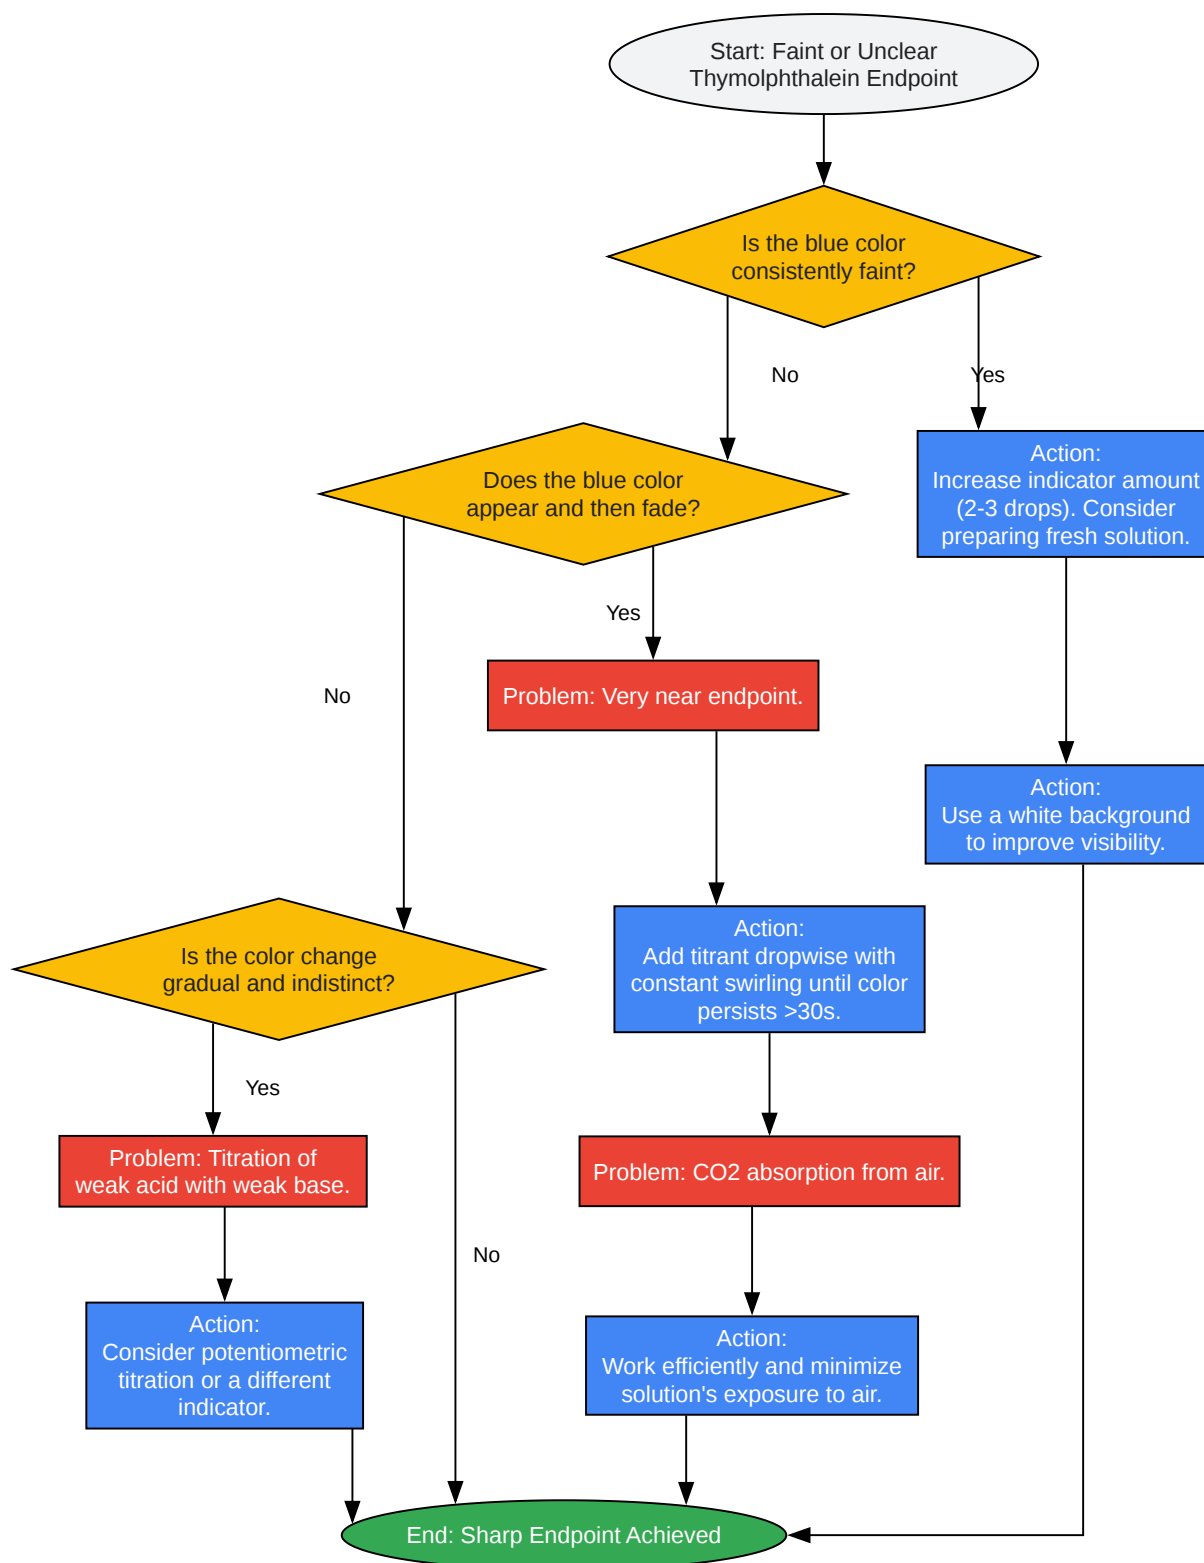 Start: Faint or Unclear
Thymolphthalein Endpoint
Is the blue color
consistently faint?
No
Yes
Does the blue color
appear and then fade?
Action:
Increase indicator amount
(2-3 drops). Consider
preparing fresh solution.
Yes
No
Problem: Very near endpoint.
Action:
Use a white background
to improve visibility.
Action:
Add titrant dropwise with
constant swirling until color
persists >30s.
Is the color change
gradual and indistinct?
Yes
Problem: Titration of
weak acid with weak base.
Problem: CO2 absorption from air.
No
Action:
Consider potentiometric
titration or a different
indicator.
Action:
Work efficiently and minimize
solution's exposure to air.
End: Sharp Endpoint Achieved